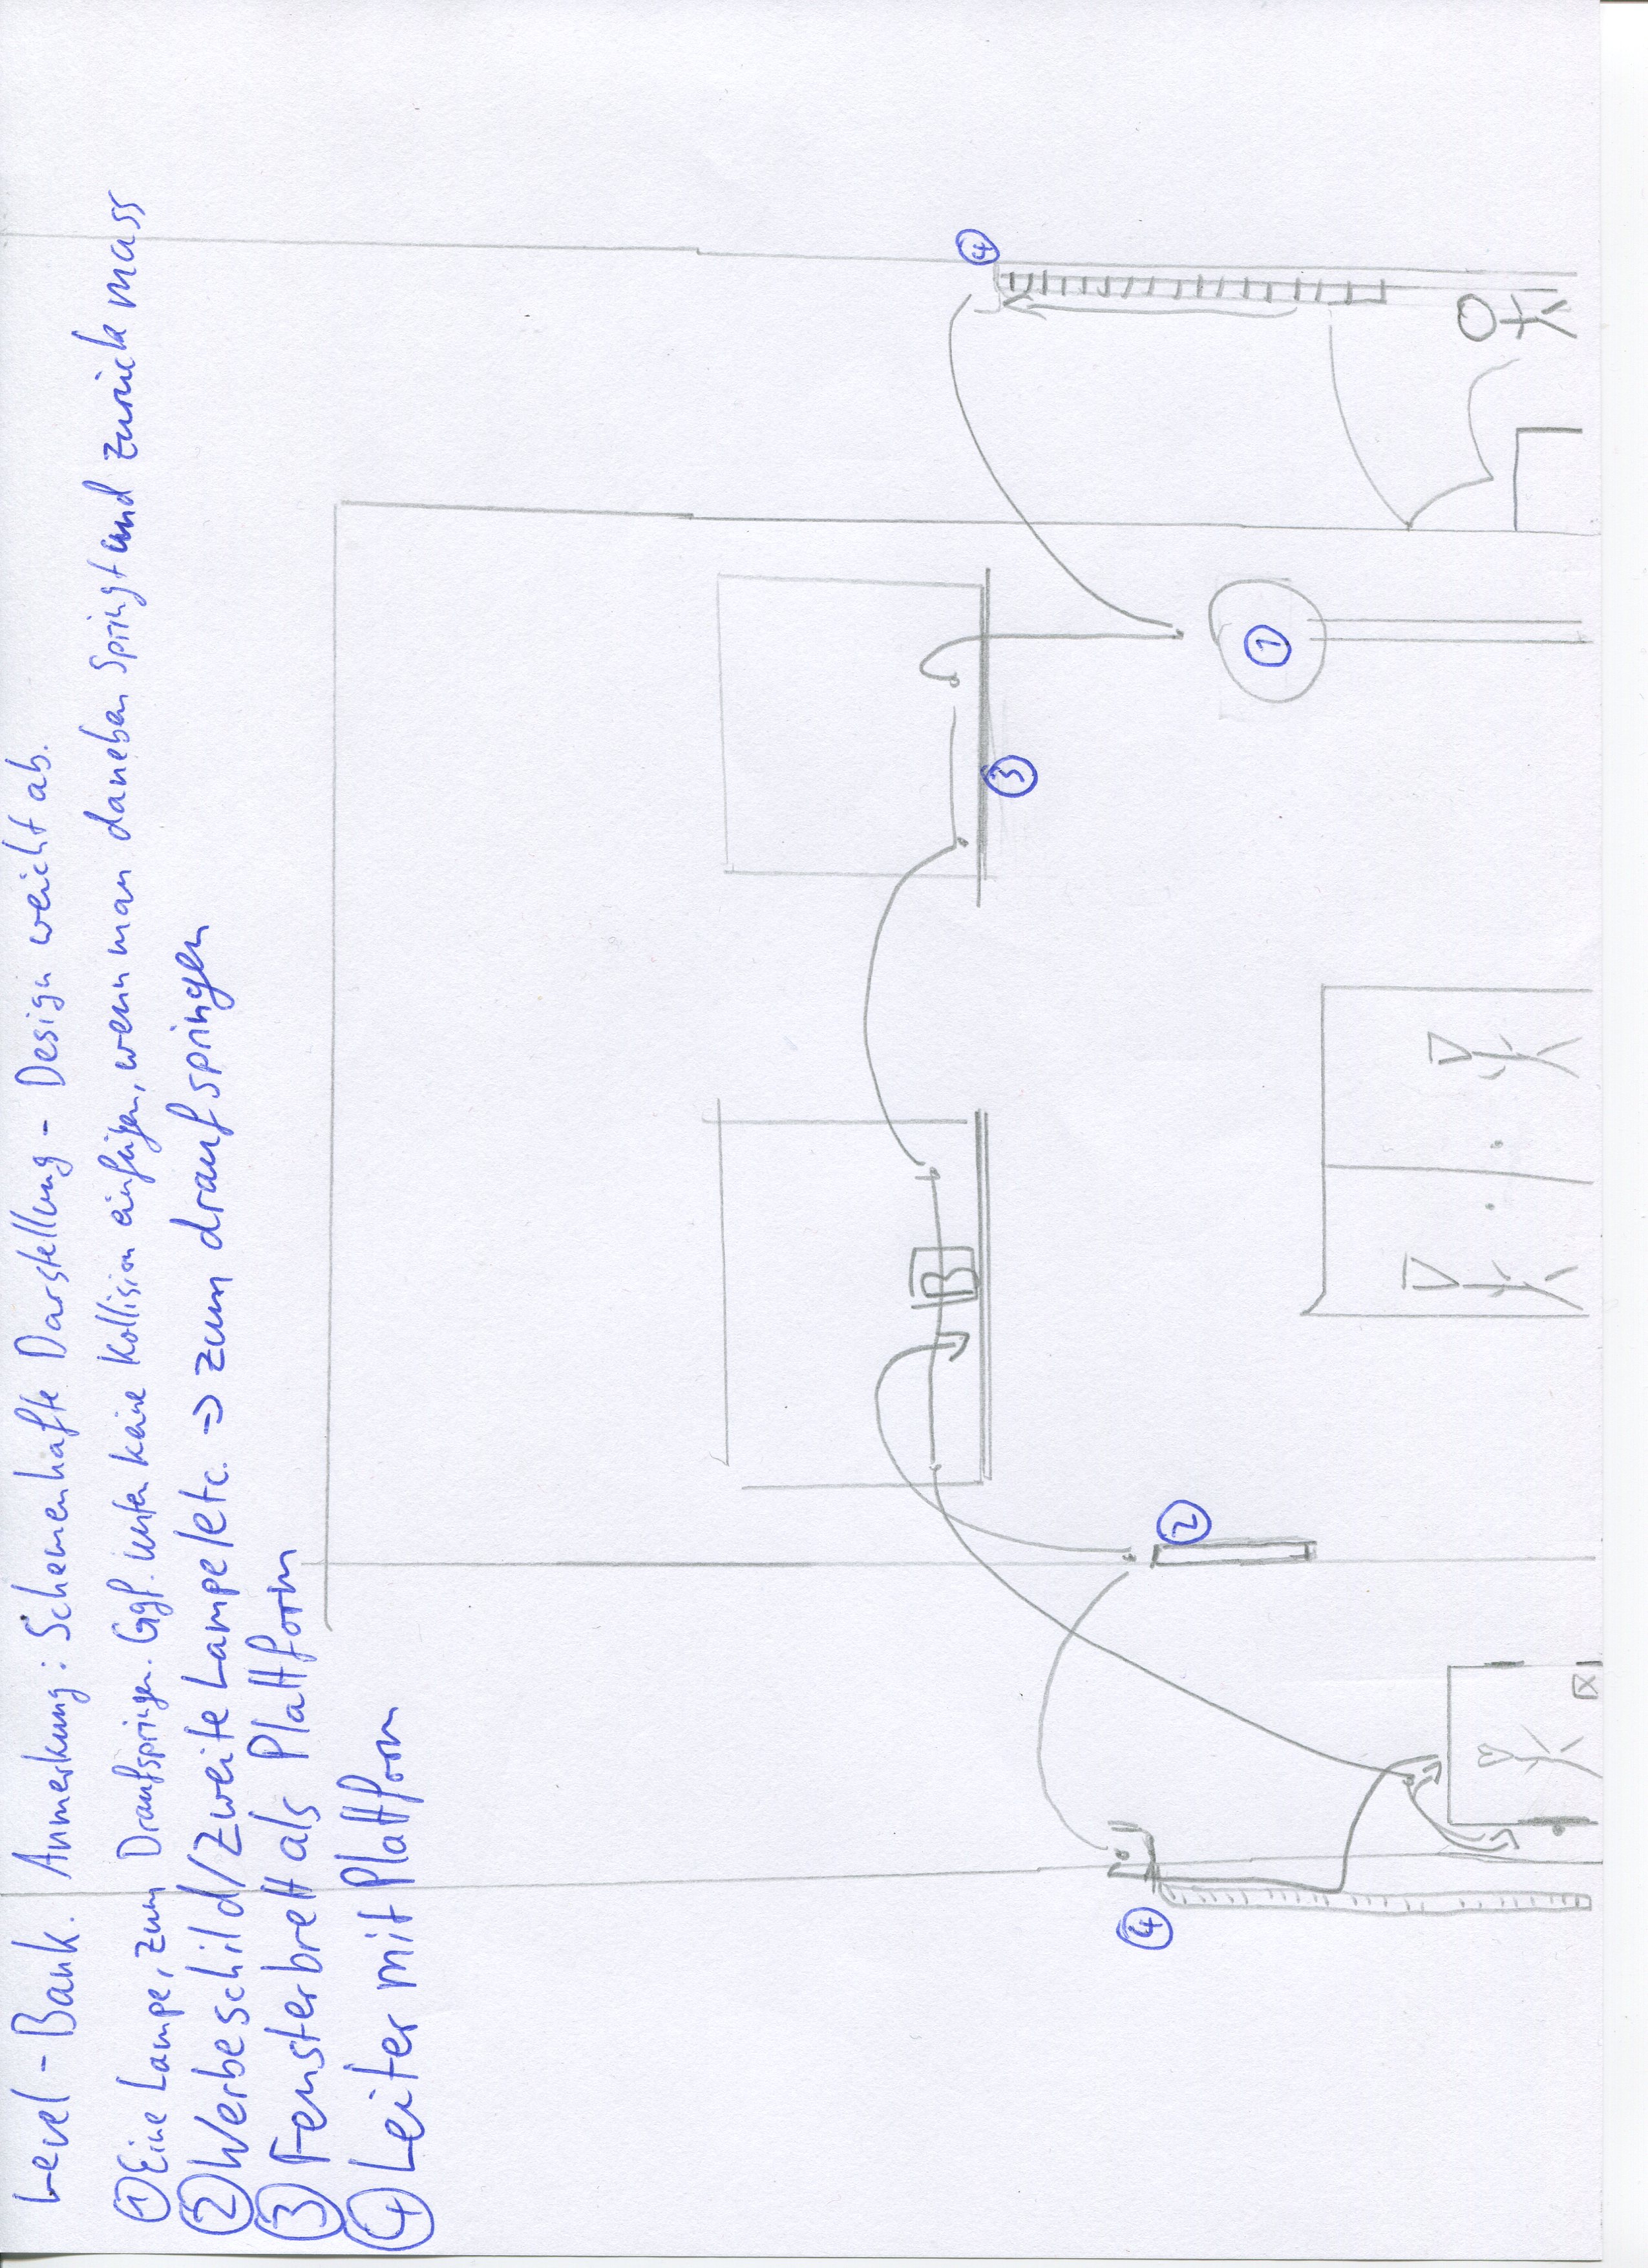 Level-Bank. Anmerkung: Schemenhafte Darstellung - Design weicht ab.
① Eine Lampe, zum Draufspringen. Ggf. unten keine Kollision einfügen, wenn man daneben springt und zurück muss
② Werbeschild/Zweite Lampe/etc. => zum draufspringen
③ Fensterbrett als Plattform
④ Leiter mit Plattform
④
③
B
②
①
④